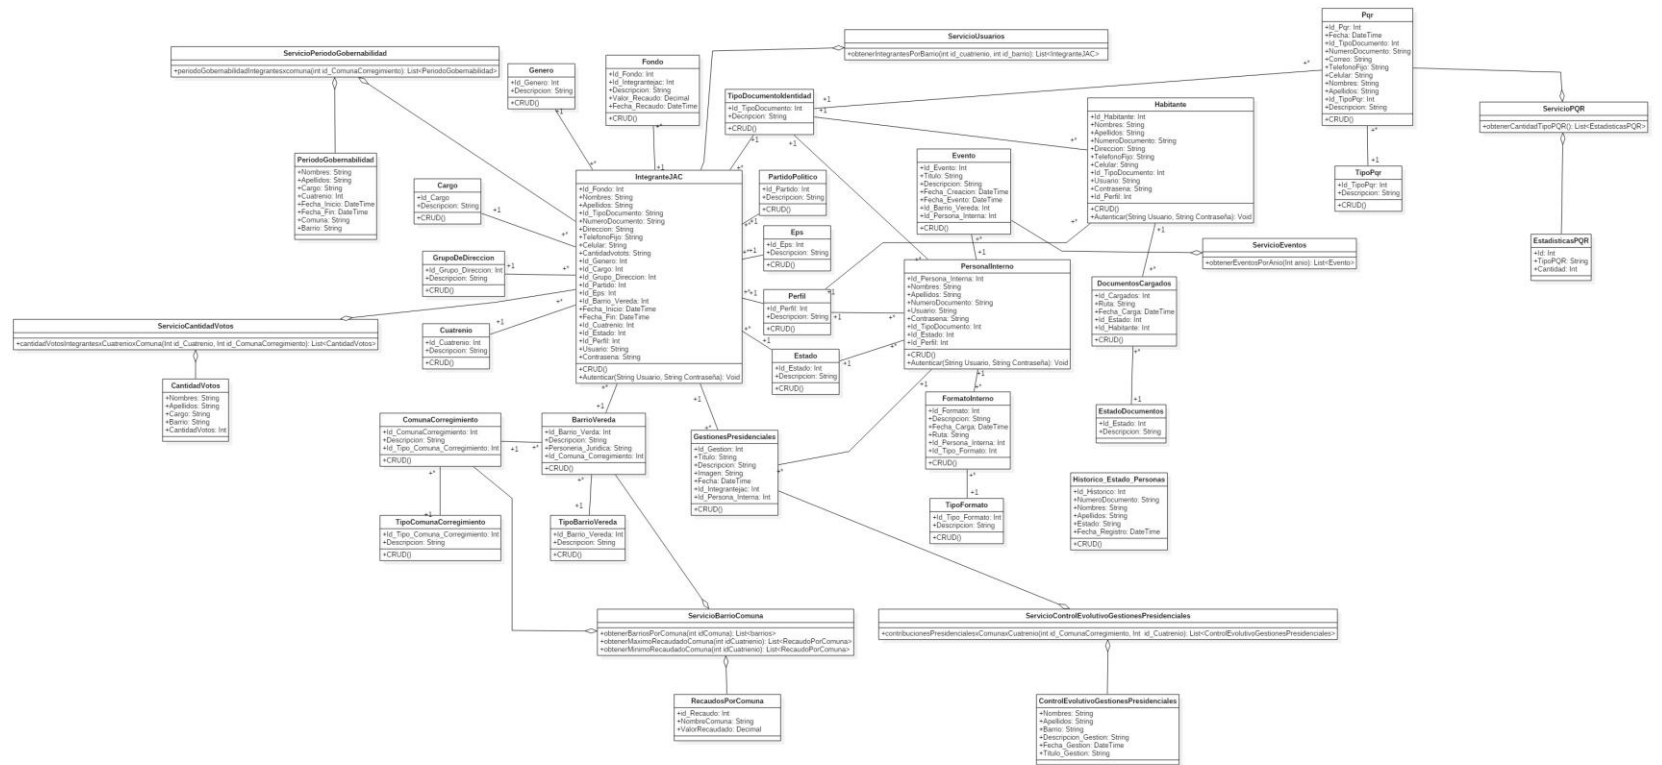 ServicioPeriodoGobernabilidad
+periodoGobernabilidadIntegrantesxcomuna(int id_ComunaCorregimiento): List<PeriodoGobernabilidad>
ServicioUsuarios
+obtenerIntegrantesPorBarrio(int id_cuatrenio, int id_barrio): List<IntegranteJAC>
Pqr
+Id_Pqr: Int
+Fecha: DateTime
+Id_TipoDocumento: Int
+NumeroDocumento: String
+Correo: String
+TelefonoFijo: String
+Celular: String
+Nombres: String
+Apellidos: String
+Id_TipoPqr: Int
+Descripcion: String
+CRUD()
Genero
+Id_Genero: Int
+Descripcion: String
+CRUD()
Fondo
+Id_Fondo: Int
+Id_Integrantejac: Int
+Descripcion: String
+Valor_Recaudo: Decimal
+Fecha_Recaudo: DateTime
+CRUD()
TipoDocumentoIdentidad
+Id_TipoDocumento: Int
+Decripcion: String
+CRUD()
Habitante
+Id_Habitante: Int
+Nombres: String
+Apellidos: String
+NumeroDocumento: String
+Direccion: String
+TelefonoFijo: String
+Celular: String
+Id_TipoDocumento: Int
+Usuario: String
+Contrasena: String
+Id_Perfil: Int
+CRUD()
+Autenticar(String Usuario, String Contraseña): Void
ServicioPQR
+obtenerCantidadTipoPQR(): List<EstadisticasPQR>
PeriodoGobernabilidad
+Nombres: String
+Apellidos: String
+Cargo: String
+Cuatrenio: Int
+Fecha_Inicio: DateTime
+Fecha_Fin: DateTime
+Comuna: String
+Barrio: String
Cargo
+Id_Cargo
+Descripcion: String
+CRUD()
IntegranteJAC
+Id_Fondo: Int
+Nombres: String
+Apellidos: String
+Id_TipoDocumento: String
+NumeroDocumento: String
+Direccion: String
+TelefonoFijo: String
+Celular: String
+Cantidadvotots: String
+Id_Genero: Int
+Id_Cargo: Int
+Id_Grupo_Direccion: Int
+Id_Partido: Int
+Id_Eps: Int
+Id_Barrio_Vereda: Int
+Fecha_Inicio: DateTime
+Fecha_Fin: DateTime
+Id_Cuatrenio: Int
+Id_Estado: Int
+Id_Perfil: Int
+Usuario: String
+Contrasena: String
+CRUD()
+Autenticar(String Usuario, String Contraseña): Void
PartidoPolitico
+Id_Partido: Int
+Descripcion: String
+CRUD()
Evento
+Id_Evento: Int
+Titulo: String
+Descripcion: String
+Fecha_Creacion: DateTime
+Fecha_Evento: DateTime
+Id_Barrio_Vereda: Int
+Id_Persona_Interna: Int
+CRUD()
TipoPqr
+Id_TipoPqr: Int
+Descripcion: String
+CRUD()
Eps
+Id_Eps: Int
+Descripcion: String
+CRUD()
ServicioEventos
+obtenerEventosPorAnio(Int anio): List<Evento>
EstadisticasPQR
+Id: Int
+TipoPQR: String
+Cantidad: Int
GrupoDeDireccion
+Id_Grupo_Direccion: Int
+Descripcion: String
+CRUD()
Perfil
+Id_Perfil: Int
+Descripcion: String
+CRUD()
PersonalInterno
+Id_Persona_Interna: Int
+Nombres: String
+Apellidos: String
+NumeroDocumento: String
+Usuario: String
+Contrasena: String
+Id_TipoDocumento: Int
+Id_Estado: Int
+Id_Perfil: Int
+CRUD()
+Autenticar(String Usuario, String Contraseña): Void
DocumentosCargados
+Id_Cargados: Int
+Ruta: String
+Fecha_Carga: DateTime
+Id_Estado: Int
+Id_Habitante: Int
+CRUD()
ServicioCantidadVotos
+cantidadVotosIntegrantesxCuatrenioxComuna(Int id_Cuatrenio, Int id_ComunaCorregimiento): List<CantidadVotos>
Cuatrenio
+Id_Cuatrenio: Int
+Descripcion: String
+CRUD()
Estado
+Id_Estado: Int
+Descripcion: String
+CRUD()
CantidadVotos
+Nombres: String
+Apellidos: String
+Cargo: String
+Barrio: String
+CantidadVotos: Int
FormatoInterno
+Id_Formato: Int
+Descripcion: String
+Fecha_Carga: DateTime
+Ruta: String
+Id_Persona_Interna: Int
+Id_Tipo_Formato: Int
+CRUD()
EstadoDocumentos
+Id_Estado: Int
+Descripcion: String
ComunaCorregimiento
+Id_ComunaCorregimiento: Int
+Descripcion: String
+Id_Tipo_Comuna_Corregimiento: Int
+CRUD()
BarrioVereda
+Id_Barrio_Verda: Int
+Descripcion: String
+Personeria_Juridica: String
+Id_Comuna_Corregimiento: Int
+CRUD()
GestionesPresidenciales
+Id_Gestion: Int
+Titulo: String
+Descripcion: String
+Imagen: String
+Fecha: DateTime
+Id_Integrantejac: Int
+Id_Persona_Interna: Int
+CRUD()
Historico_Estado_Personas
+Id_Historico: Int
+NumeroDocumento: String
+Nombres: String
+Apellidos: String
+Estado: String
+Fecha_Registro: DateTime
+CRUD()
TipoComunaCorregimiento
+Id_Tipo_Comuna_Corregimiento: Int
+Descripcion: String
+CRUD()
TipoBarrioVereda
+Id_Barrio_Vereda: Int
+Descripcion: String
+CRUD()
TipoFormato
+Id_Tipo_Formato: Int
+Descripcion: String
+CRUD()
ServicioBarrioComuna
+obtenerBarriosPorComuna(int idComuna): List<barrios>
+obtenerMaximoRecaudadoComuna(int idCuatrienio): List<RecaudoPorComuna>
+obtenerMinimoRecaudadoComuna(int idCuatrienio): List<RecaudoPorComuna>
ServicioControlEvolutivoGestionesPresidenciales
+contribucionesPresidencialesxComunaxCuatrenio(int id_ComunaCorregimiento, Int id_Cuatrenio): List<ControlEvolutivoGestionesPresidenciales>
RecaudosPorComuna
+id_Recaudo: Int
+NombreComuna: String
+ValorRecaudado: Decimal
ControlEvolutivoGestionesPresidenciales
+Nombres: String
+Apellidos: String
+Barrio: String
+Descripcion_Gestion: String
+Fecha_Gestion: DateTime
+Titulo_Gestion: String